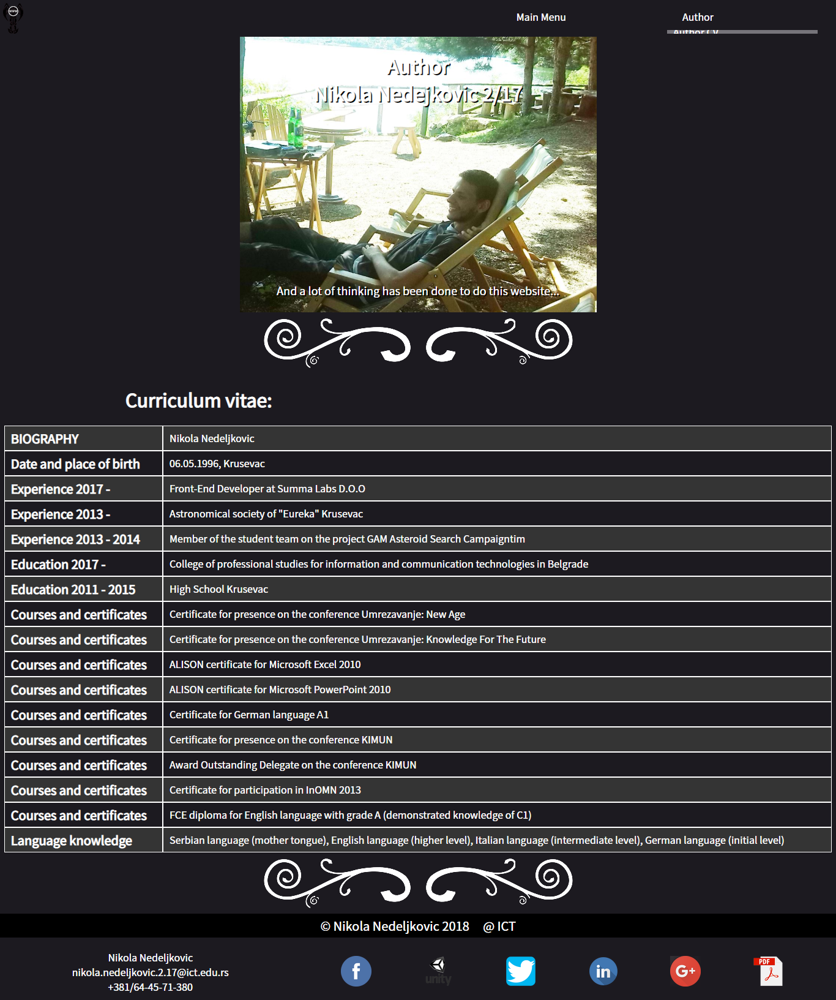 www
Main Menu
Author
Author CV
Author
Nikola Nedejkovic 2/17
And a lot of thinking has been done to do this website...
Curriculum vitae:
BIOGRAPHY Nikola Nedeljkovic
Date and place of birth 06.05.1996, Krusevac
Experience 2017 - Front-End Developer at Summa Labs D.O.O
Experience 2013 - Astronomical society of "Eureka" Krusevac
Experience 2013 - 2014 Member of the student team on the project GAM Asteroid Search Campaigntim
Education 2017 - College of professional studies for information and communication technologies in Belgrade
Education 2011 - 2015 High School Krusevac
Courses and certificates Certificate for presence on the conference Umrezavanje: New Age
Courses and certificates Certificate for presence on the conference Umrezavanje: Knowledge For The Future
Courses and certificates ALISON certificate for Microsoft Excel 2010
Courses and certificates ALISON certificate for Microsoft PowerPoint 2010
Courses and certificates Certificate for German language A1
Courses and certificates Certificate for presence on the conference KIMUN
Courses and certificates Award Outstanding Delegate on the conference KIMUN
Courses and certificates Certificate for participation in InOMN 2013
Courses and certificates FCE diploma for English language with grade A (demonstrated knowledge of C1)
Language knowledge Serbian language (mother tongue), English language (higher level), Italian language (intermediate level), German language (initial level)
© Nikola Nedeljkovic 2018 @ ICT
Nikola Nedeljkovic
nikola.nedeljkovic.2.17@ict.edu.rs
+381/64-45-71-380
f
unity
in
G+
PDF